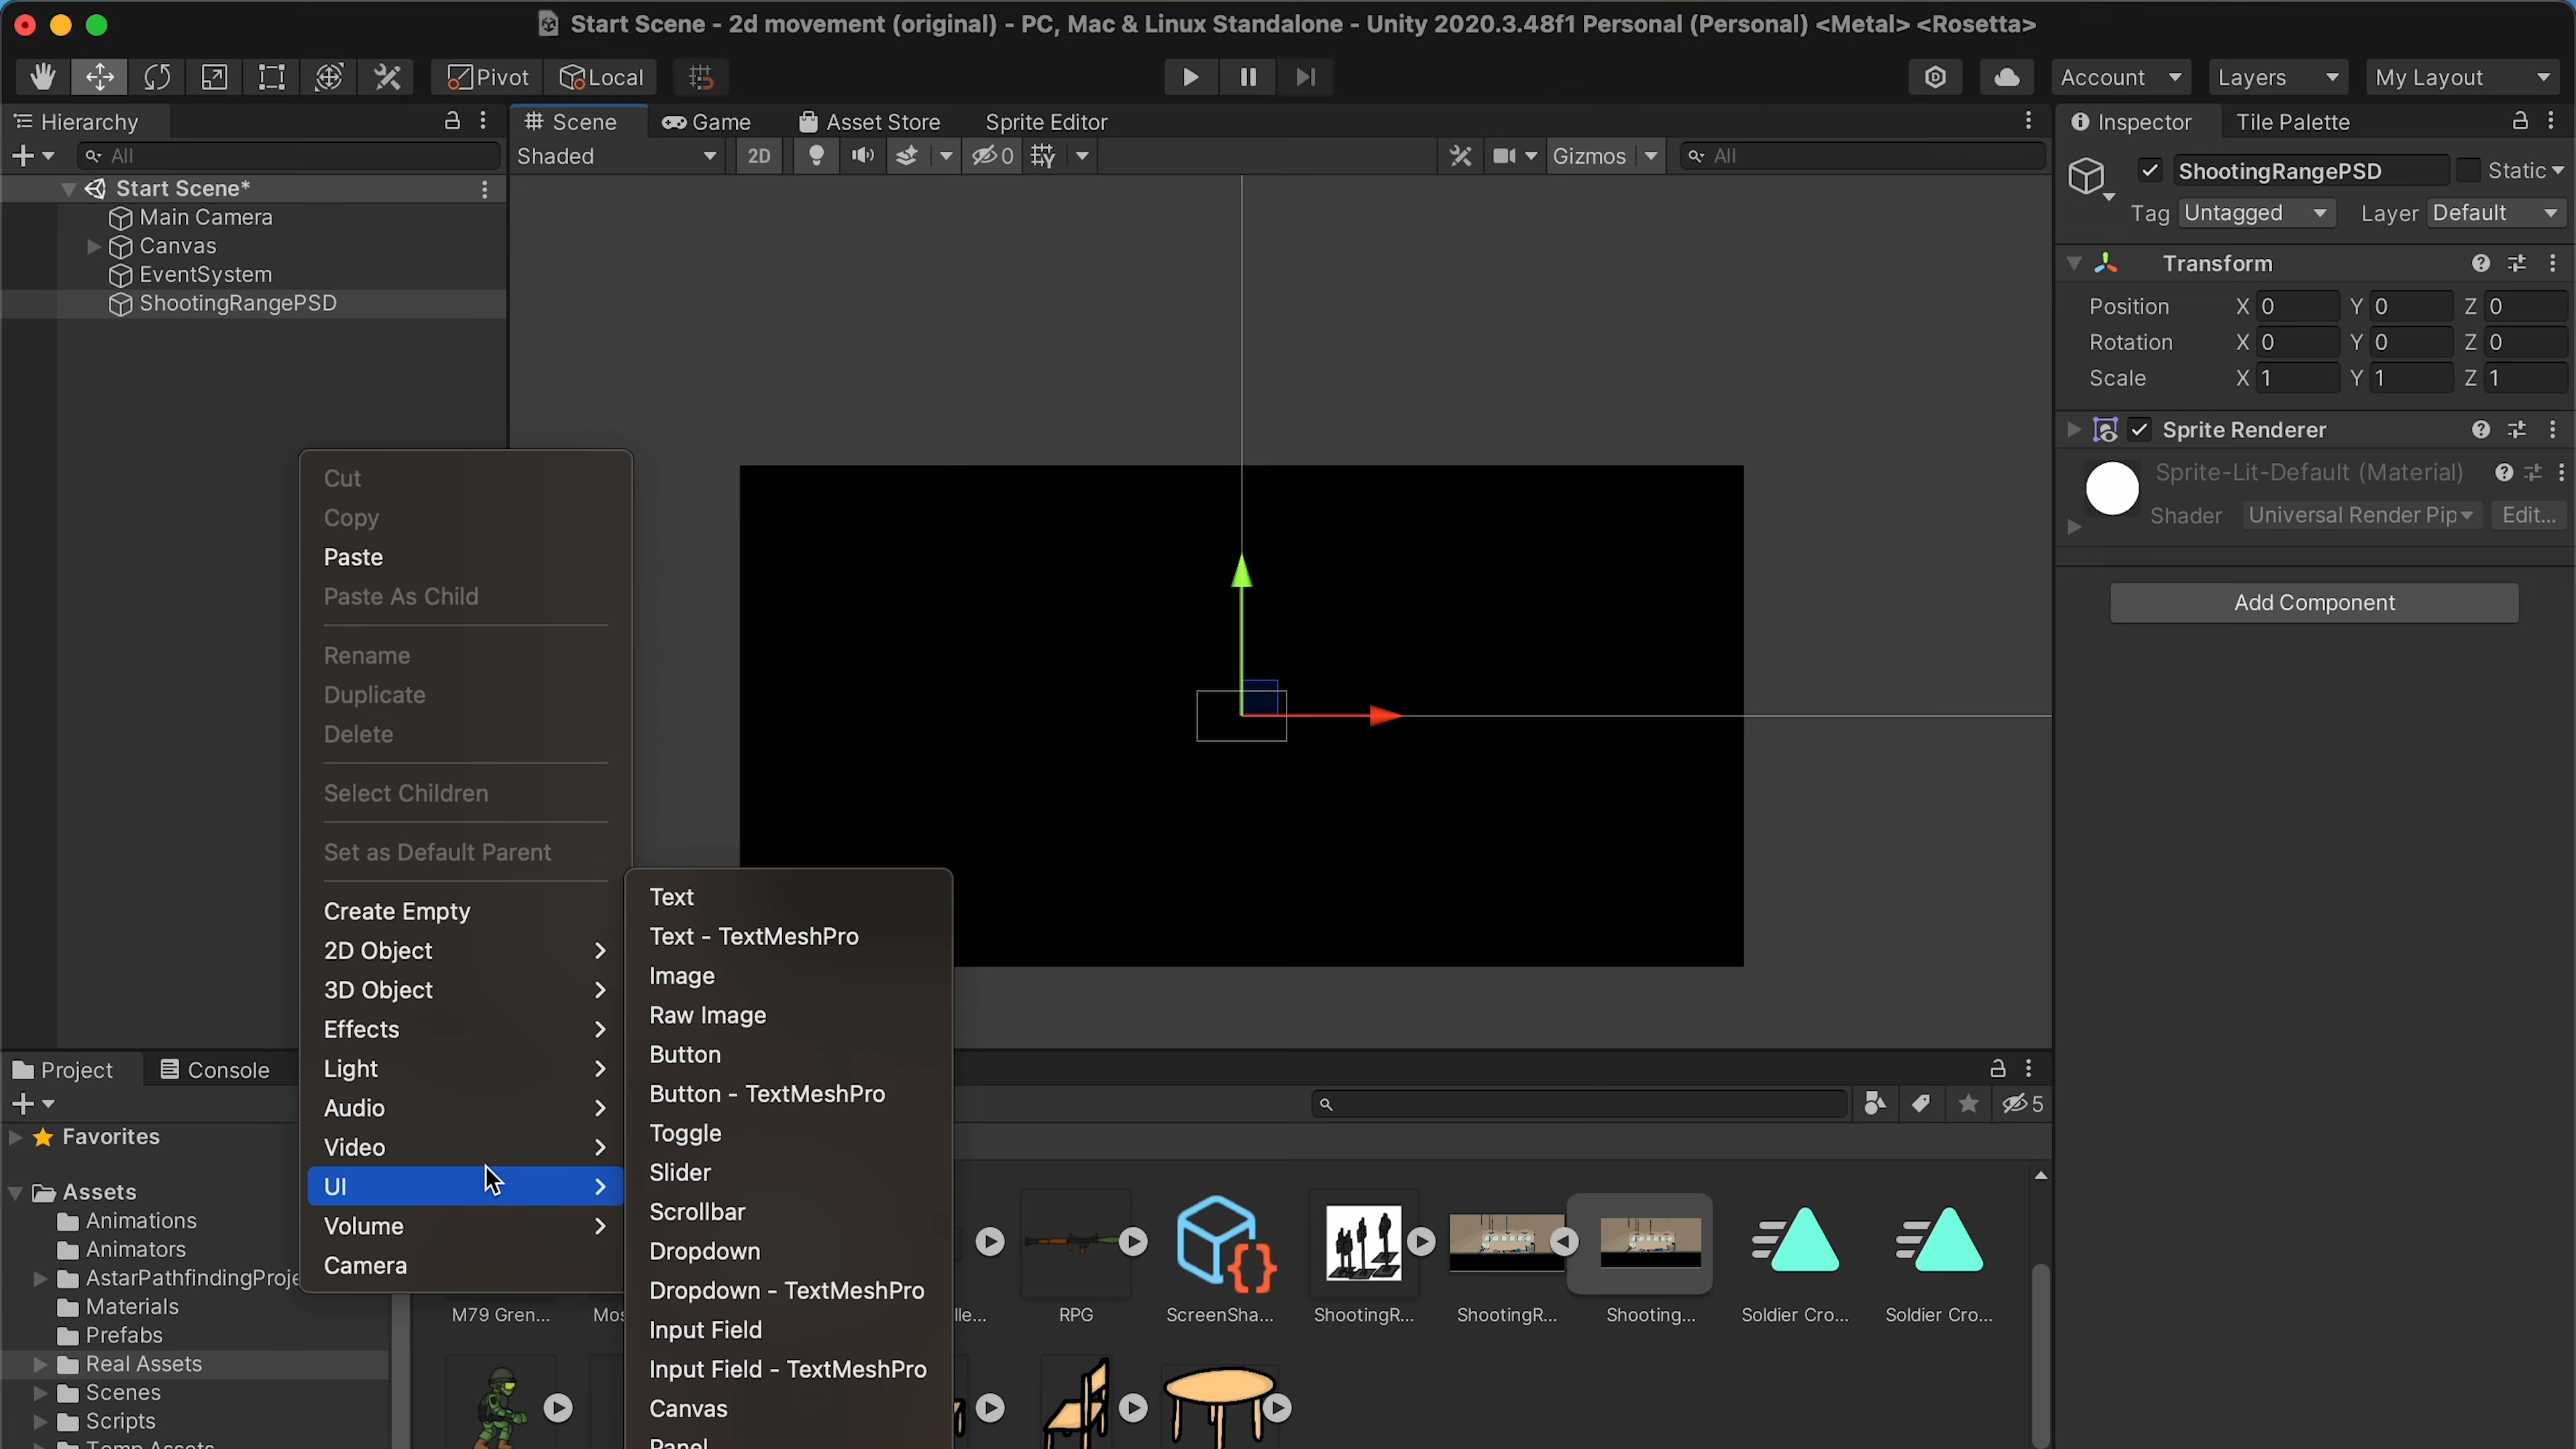 Start Scene - 2d movement (original) - PC, Mac & Linux Standalone - Unity 2020.3.48f1 Personal (Personal) <Metal> <Rosetta>
Pivot Local Account Layers My Layout
Hierarchy
All
Start Scene*
Main Camera
Canvas
EventSystem
ShootingRangePSD
Scene Game Asset Store Sprite Editor
Shaded 2D 0 Gizmos All
Inspector Tile Palette
ShootingRangePSD Static
Tag Untagged Layer Default
Transform
Position X 0 Y 0 Z 0
Rotation X 0 Y 0 Z 0
Scale X 1 Y 1 Z 1
Sprite Renderer
Sprite-Lit-Default (Material)
Shader Universal Render Pip Edit...
Add Component
Cut
Copy
Paste
Paste As Child
Rename
Duplicate
Delete
Select Children
Set as Default Parent
Create Empty
2D Object
3D Object
Effects
Light
Audio
Video
UI
Volume
Camera
Text
Text - TextMeshPro
Image
Raw Image
Button
Button - TextMeshPro
Toggle
Slider
Scrollbar
Dropdown
Dropdown - TextMeshPro
Input Field
Input Field - TextMeshPro
Canvas
Panel
Project Console
5
Favorites
Assets
Animations
Animators
AstarPathfindingProje
Materials
Prefabs
Real Assets
Scenes
Scripts
Temp Assets
M79 Gren... Mos lle... RPG ScreenSha... ShootingR... ShootingR... Shooting... Soldier Cro... Soldier Cro...